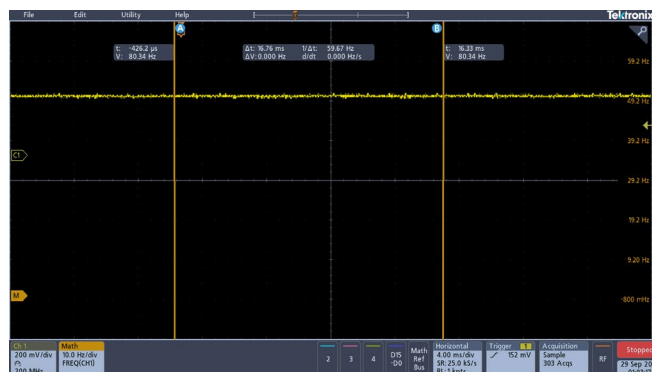 File Edit Utility Help
Tektronix
A B
t: -426.2 µs Δt: 16.76 ms 1/Δt: 59.67 Hz t: 16.33 ms
V: 80.34 Hz ΔV: 0.000 Hz d/dt 0.000 Hz/s V: 80.34 Hz
59.2 Hz
49.2 Hz
39.2 Hz
C1
29.2 Hz
19.2 Hz
9.20 Hz
M
-800 mHz
Ch 1 Math Horizontal Trigger 1 Acquisition
200 mV/div 10.0 Hz/div 2 3 4 D15 -D0 Math Ref Bus 4.00 ms/div 152 mV Sample RF Stopped
FREQ(CH1) SR: 25.0 kS/s 303 Acqs
200 MHz RL: 1 kpts 29 Sep 20